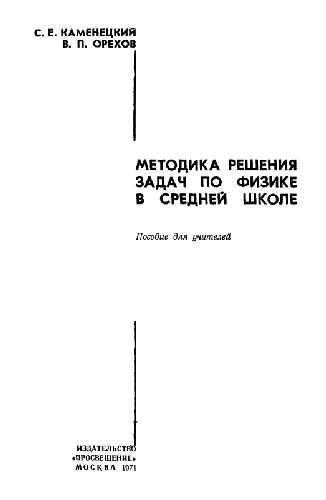 С. Е. КАМЕНЕЦКИЙ
В. П. ОРЕХОВ
МЕТОДИКА РЕШЕНИЯ
ЗАДАЧ ПО ФИЗИКЕ
В СРЕДНЕЙ ШКОЛЕ
Пособие для учителей
ИЗДАТЕЛЬСТВО
«ПРОСВЕЩЕНИЕ»
МОСКВА 1971